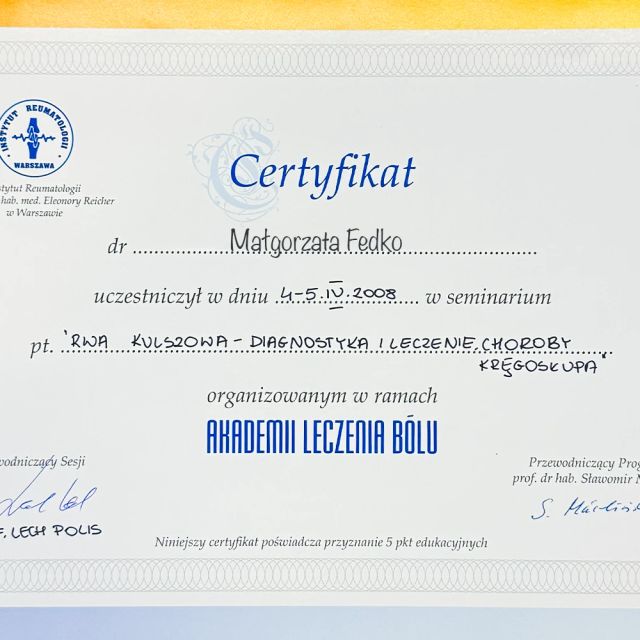 INSTYTUT REUMATOLOGII
WARSZAWA
stytut Reumatologii
hab. med. Eleonory Reicher
w Warszawie
Certyfikat
dr Małgorzata Fedko
uczestniczył w dniu 4-5.IV.2008 w seminarium
pt. "RWA KULSZOWA - DIAGNOSTYKA I LECZENIE. CHOROBY
KRĘGOSŁUPA"
organizowanym w ramach
AKADEMII LECZENIA BÓLU
wodniczący Sesji
F. LECH POLIS
Przewodniczący Prog
prof. dr hab. Sławomir M
Niniejszy certyfikat poświadcza przyznanie 5 pkt edukacyjnych